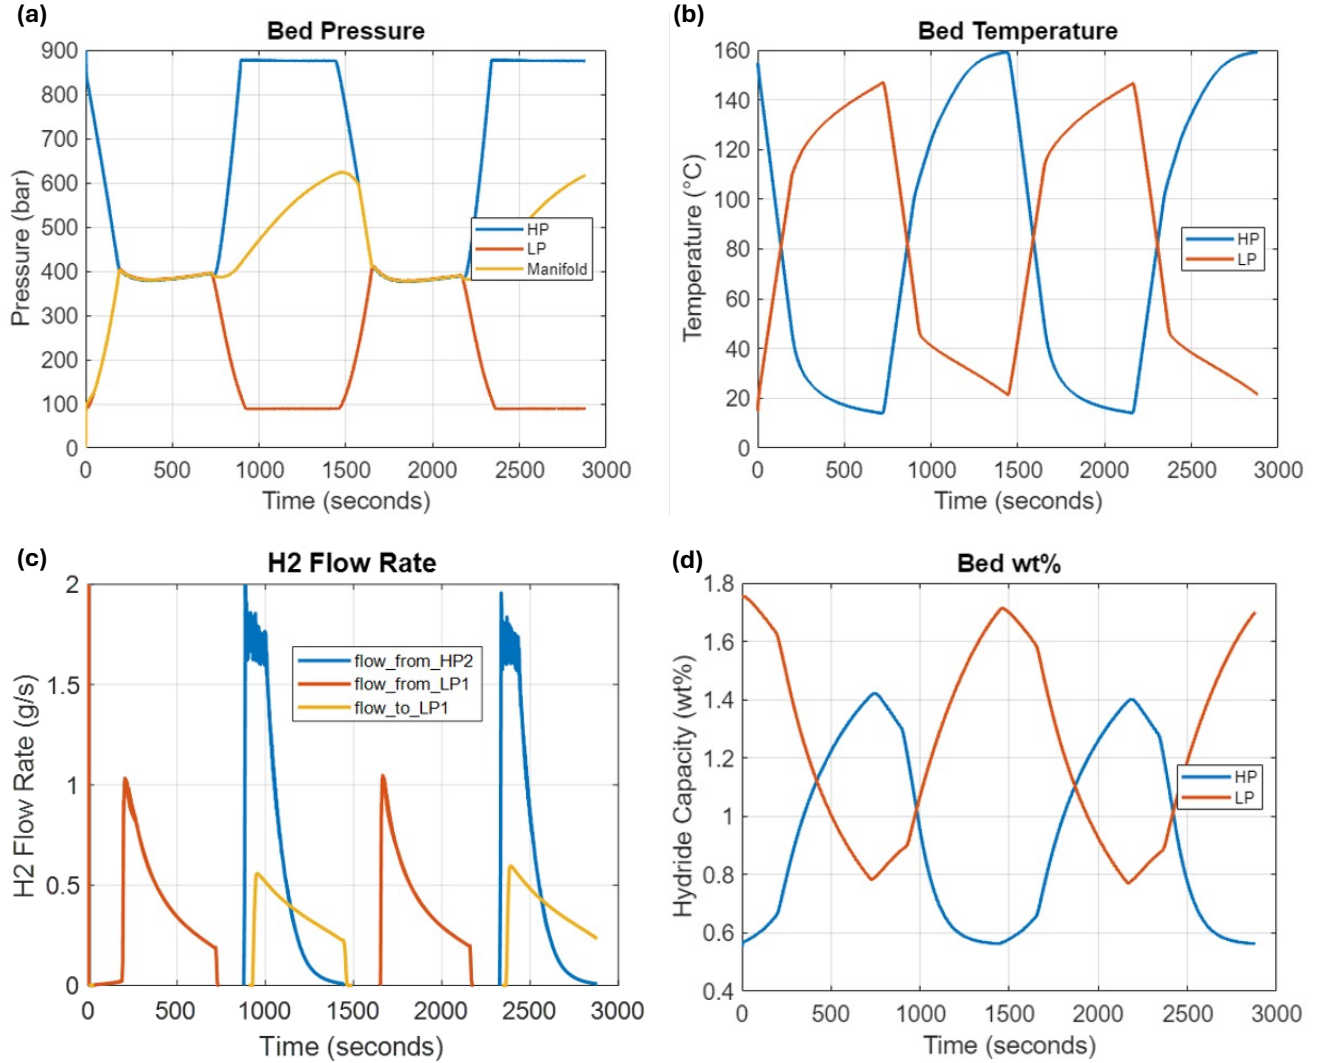 (a)
Bed Pressure
900
800
700
600
500
400
300
200
100
0
Pressure (bar)
HP
LP
Manifold
0 500 1000 1500 2000 2500 3000
Time (seconds)
(b)
Bed Temperature
160
140
120
100
80
60
40
20
0
Temperature (°C)
HP
LP
0 500 1000 1500 2000 2500 3000
Time (seconds)
(c)
H2 Flow Rate
2
1.5
1
0.5
0
H2 Flow Rate (g/s)
flow_from_HP2
flow_from_LP1
flow_to_LP1
0 500 1000 1500 2000 2500 3000
Time (seconds)
(d)
Bed wt%
1.8
1.6
1.4
1.2
1
0.8
0.6
0.4
Hydride Capacity (wt%)
HP
LP
0 500 1000 1500 2000 2500 3000
Time (seconds)